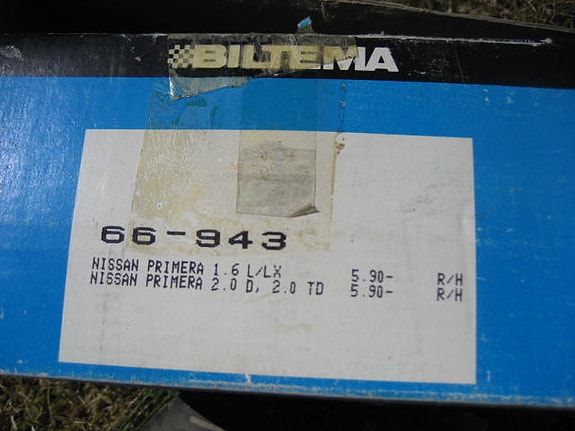 BILTEMA
66-943
NISSAN PRIMERA 1.6 L/LX 5.90- R/H
NISSAN PRIMERA 2.0 D, 2.0 TD 5.90- R/H